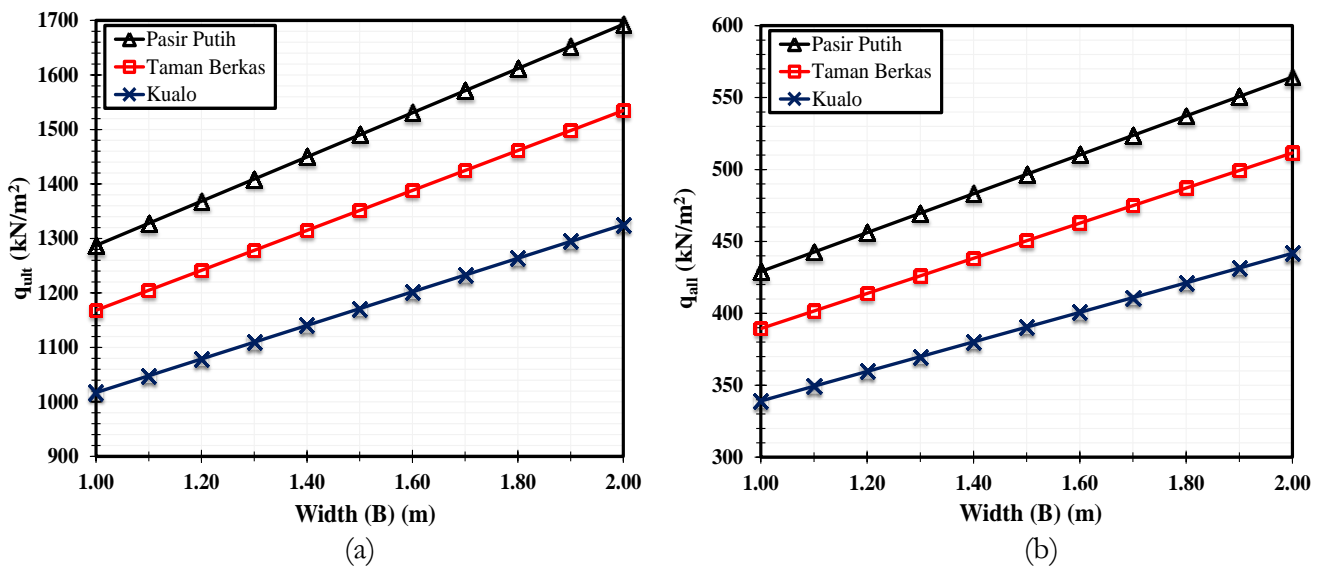 1700
1600
1500
1400
1300
1200
1100
1000
900
q_ult (kN/m²)
Pasir Putih
Taman Berkas
Kualo
1.00 1.20 1.40 1.60 1.80 2.00
Width (B) (m)
(a)
600
550
500
450
400
350
300
q_all (kN/m²)
Pasir Putih
Taman Berkas
Kualo
1.00 1.20 1.40 1.60 1.80 2.00
Width (B) (m)
(b)